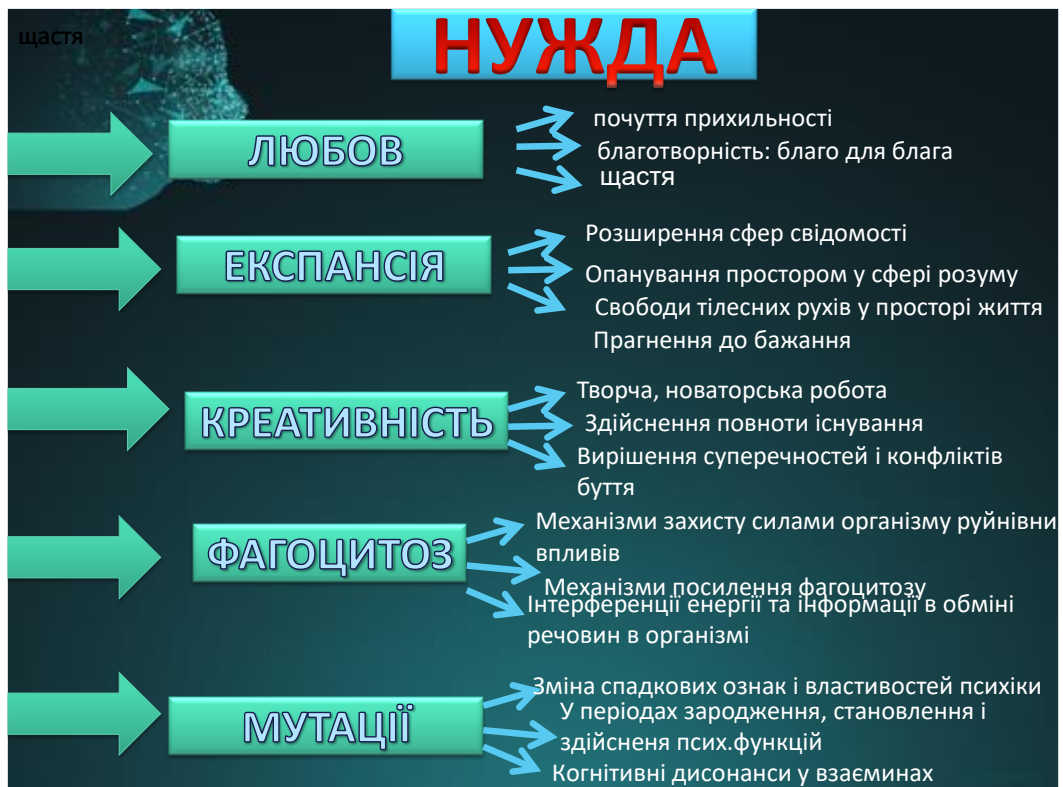 щастя
НУЖДА
ЛЮБОВ
почуття прихильності
благотворність: благо для блага
щастя
ЕКСПАНСІЯ
Розширення сфер свідомості
Опанування простором у сфері розуму
Свободи тілесних рухів у просторі життя
Прагнення до бажання
КРЕАТИВНІСТЬ
Творча, новаторська робота
Здійснення повноти існування
Вирішення суперечностей і конфліктів
буття
ФАГОЦИТОЗ
Механізми захисту силами організму руйнівни
впливів
Механізми посилення фагоцитозу
Інтерференції енергії та інформації в обміні
речовин в організмі
МУТАЦІЇ
Зміна спадкових ознак і властивостей психіки
У періодах зародження, становлення і
здійсненя псих.функцій
Когнітивні дисонанси у взаєминах